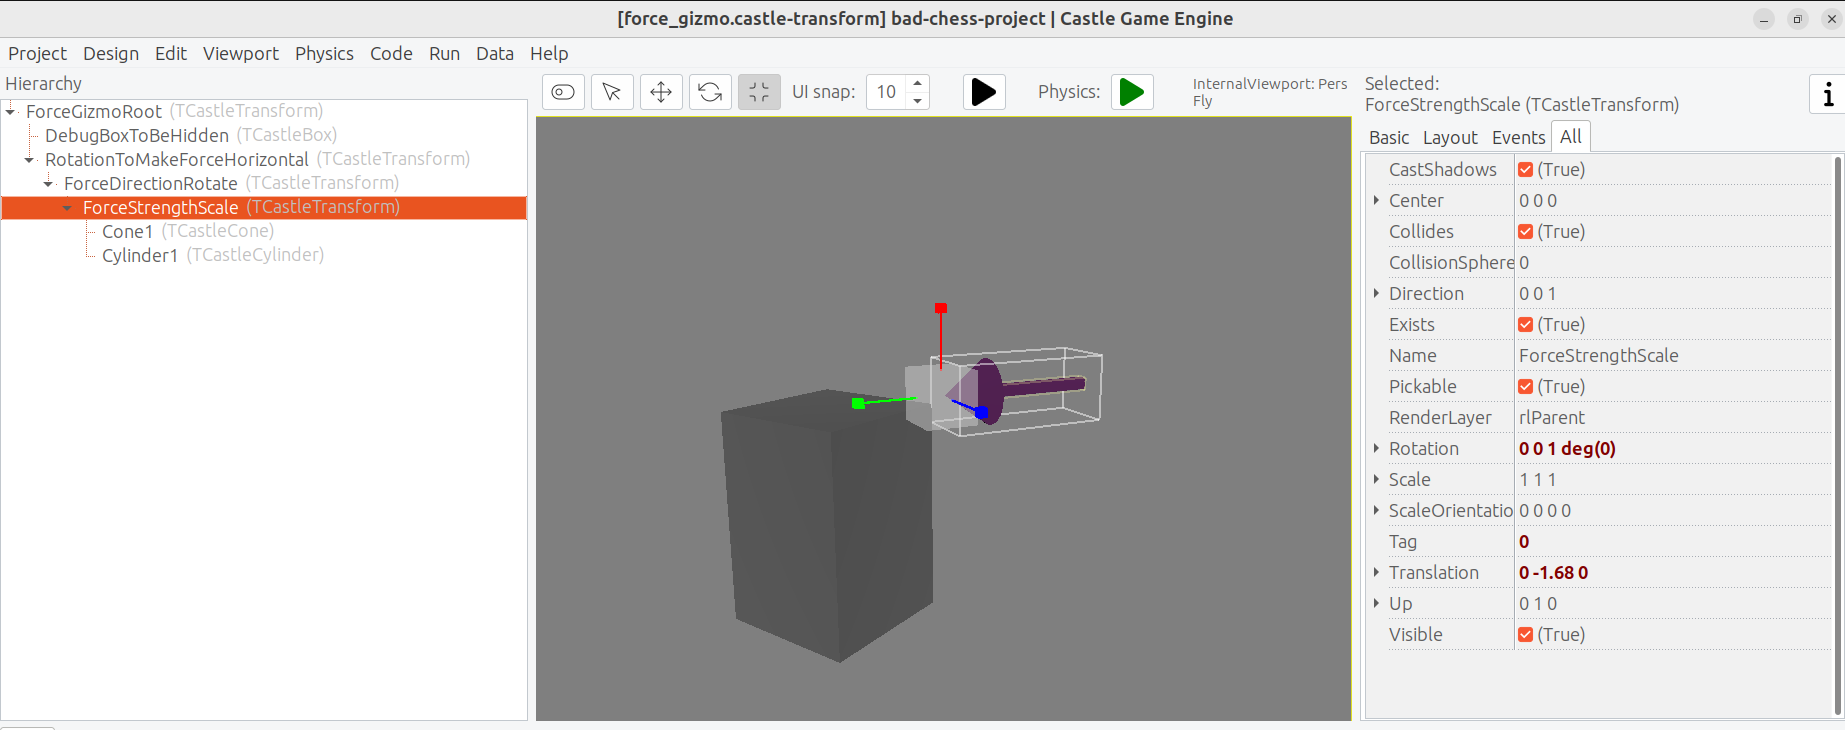 [force_gizmo.castle-transform] bad-chess-project | Castle Game Engine
Project Design Edit Viewport Physics Code Run Data Help
Hierarchy
ForceGizmoRoot (TCastleTransform)
DebugBoxToBeHidden (TCastleBox)
RotationToMakeForceHorizontal (TCastleTransform)
ForceDirectionRotate (TCastleTransform)
ForceStrengthScale (TCastleTransform)
Cone1 (TCastleCone)
Cylinder1 (TCastleCylinder)
UI snap: 10
Physics:
InternalViewport: Pers
Fly
Selected:
ForceStrengthScale (TCastleTransform)
i
Basic Layout Events All
CastShadows (True)
Center 0 0 0
Collides (True)
CollisionSphere 0
Direction 0 0 1
Exists (True)
Name ForceStrengthScale
Pickable (True)
RenderLayer rlParent
Rotation 0 0 1 deg(0)
Scale 1 1 1
ScaleOrientatio 0 0 0 0
Tag 0
Translation 0 -1.68 0
Up 0 1 0
Visible (True)